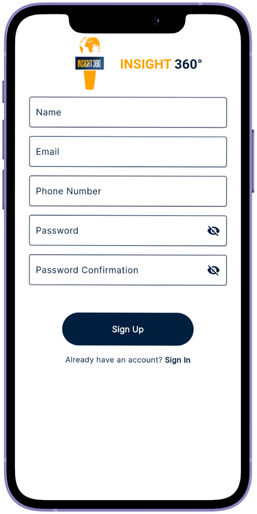 INSIGHT 360
INSIGHT 360°
Name
Email
Phone Number
Password
Password Confirmation
Sign Up
Already have an account? Sign In